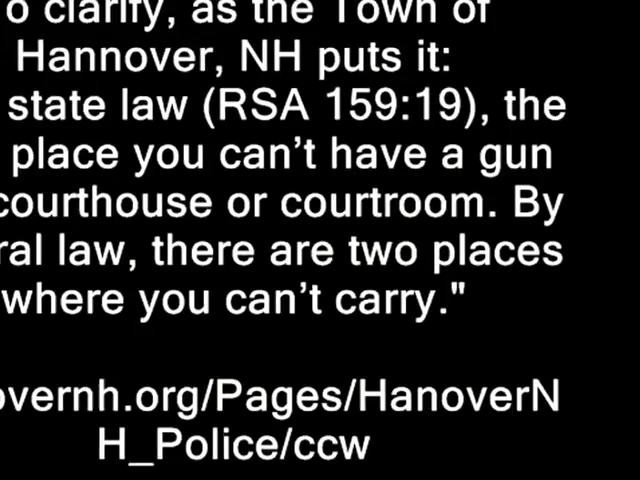 o clarify, as the Town of
Hannover, NH puts it:
state law (RSA 159:19), the
place you can’t have a gun
courthouse or courtroom. By
ral law, there are two places
where you can’t carry."
overnh.org/Pages/HanoverN
H_Police/ccw